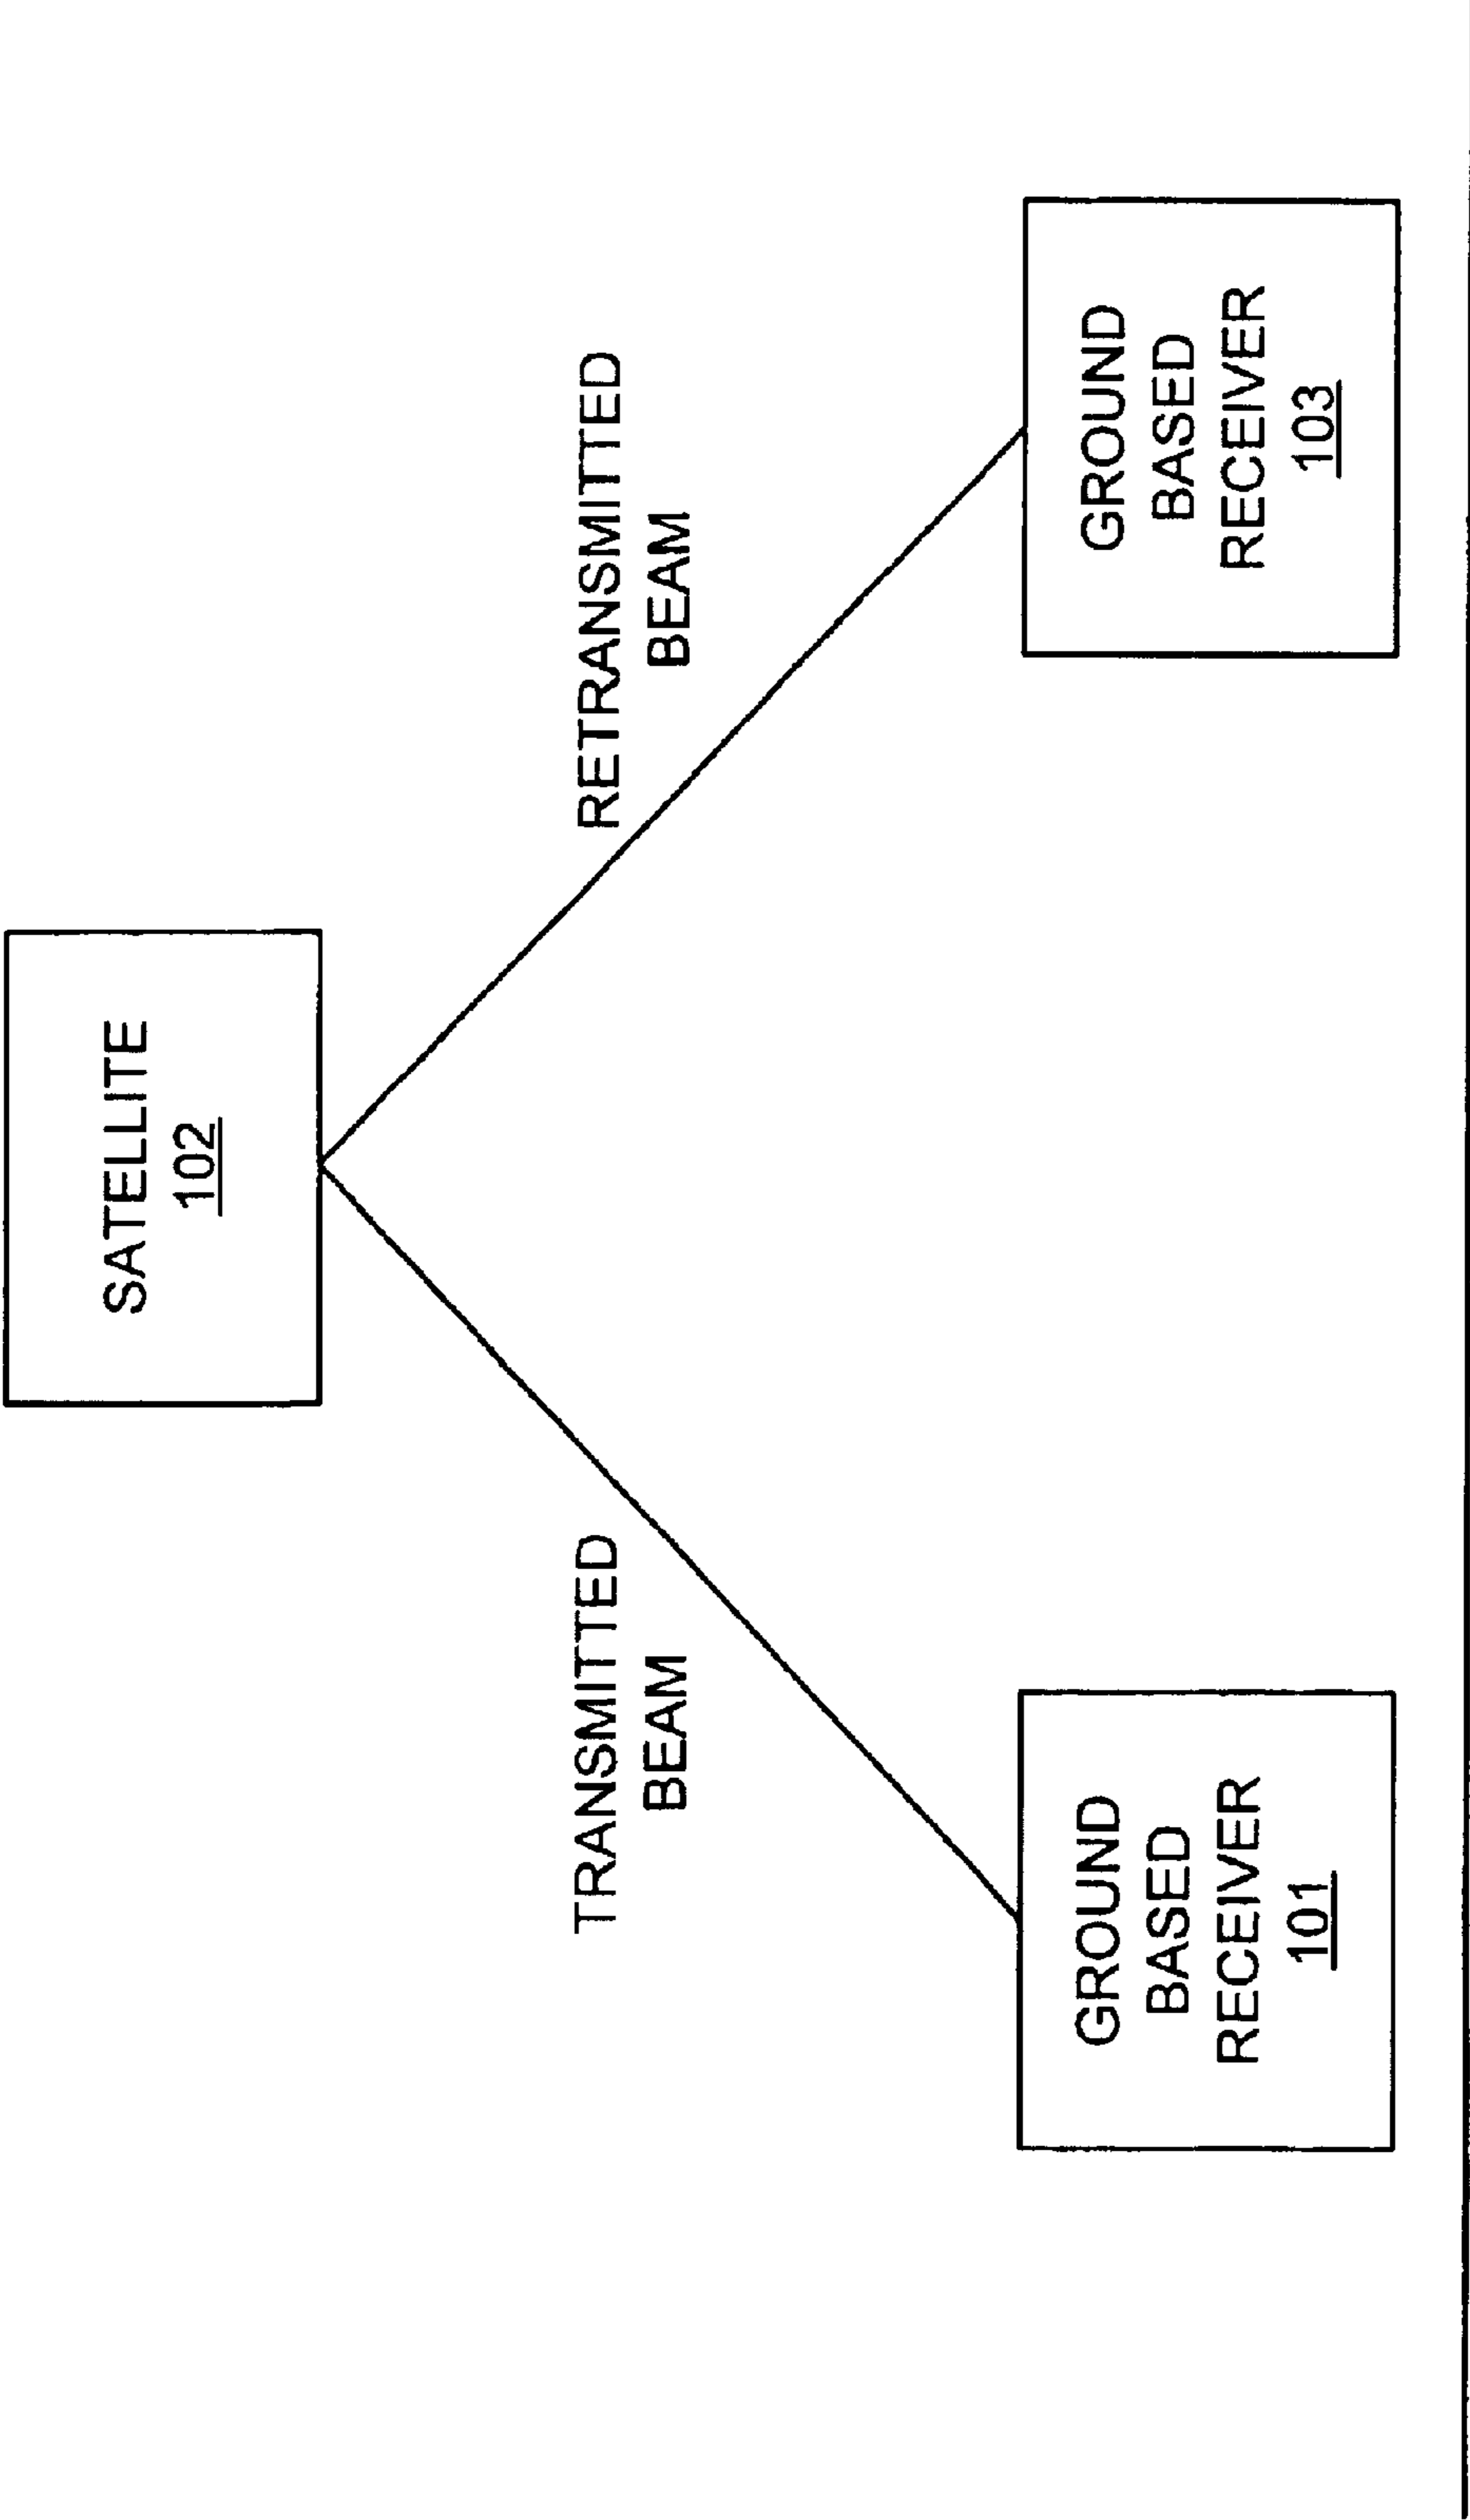 SATELLITE
102
TRANSMITTED
BEAM
RETRANSMITTED
BEAM
GROUND
BASED
RECEIVER
101
GROUND
BASED
RECEIVER
103